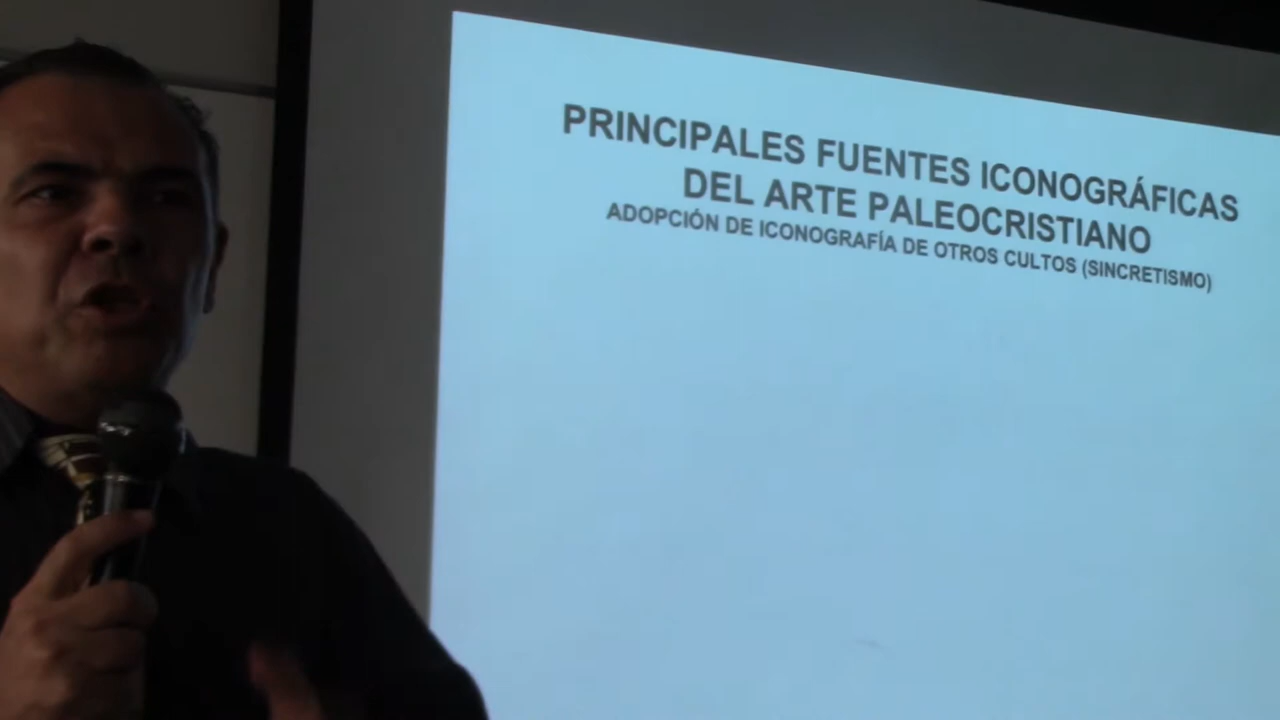 PRINCIPALES FUENTES ICONOGRÁFICAS
DEL ARTE PALEOCRISTIANO
ADOPCIÓN DE ICONOGRAFÍA DE OTROS CULTOS (SINCRETISMO)